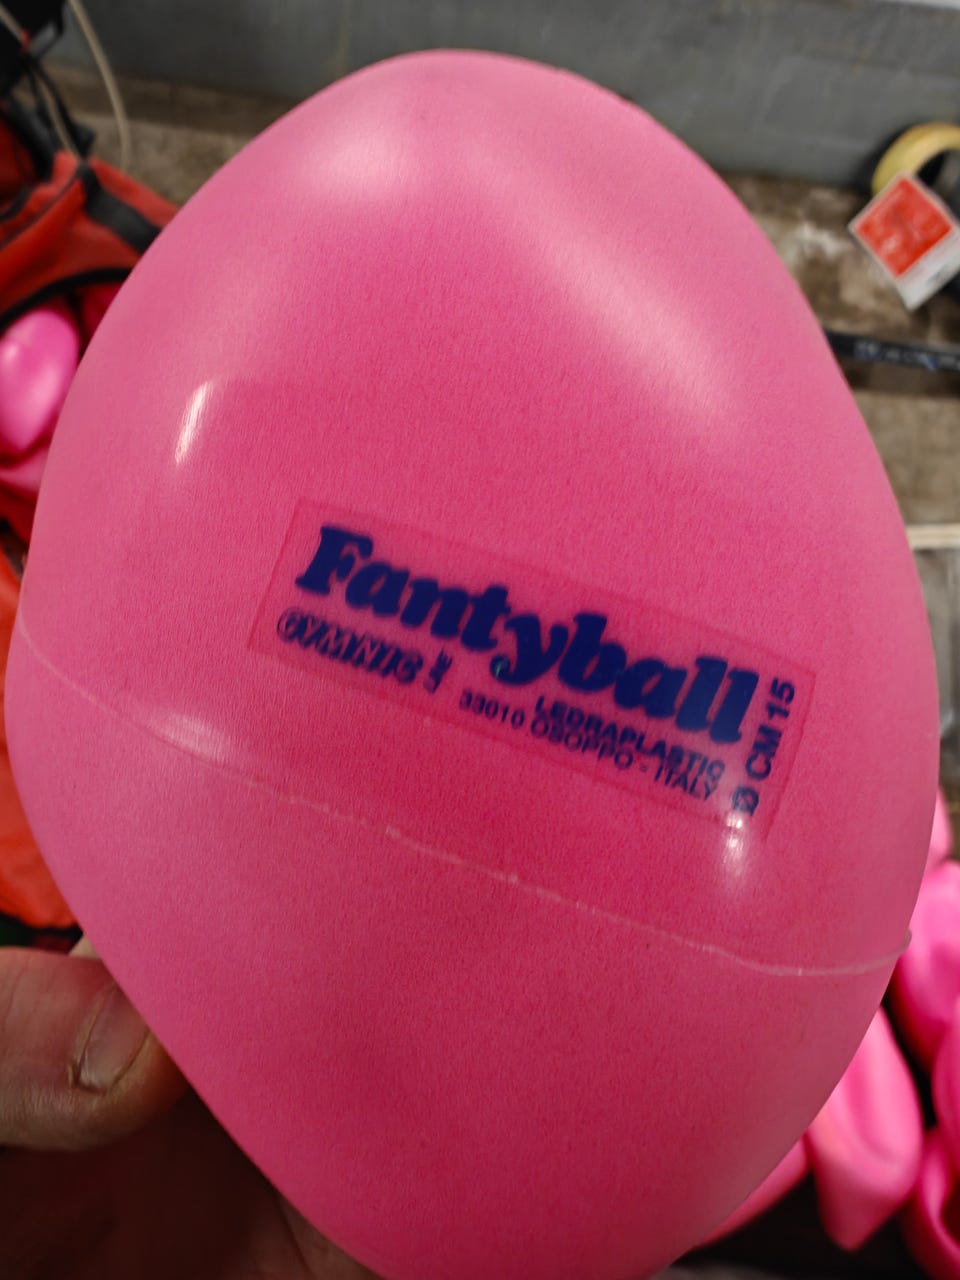 Fantyball
GYMNIC
LEDRAPLASTIC
33010 OSOPPO - ITALY
Ø CM 15